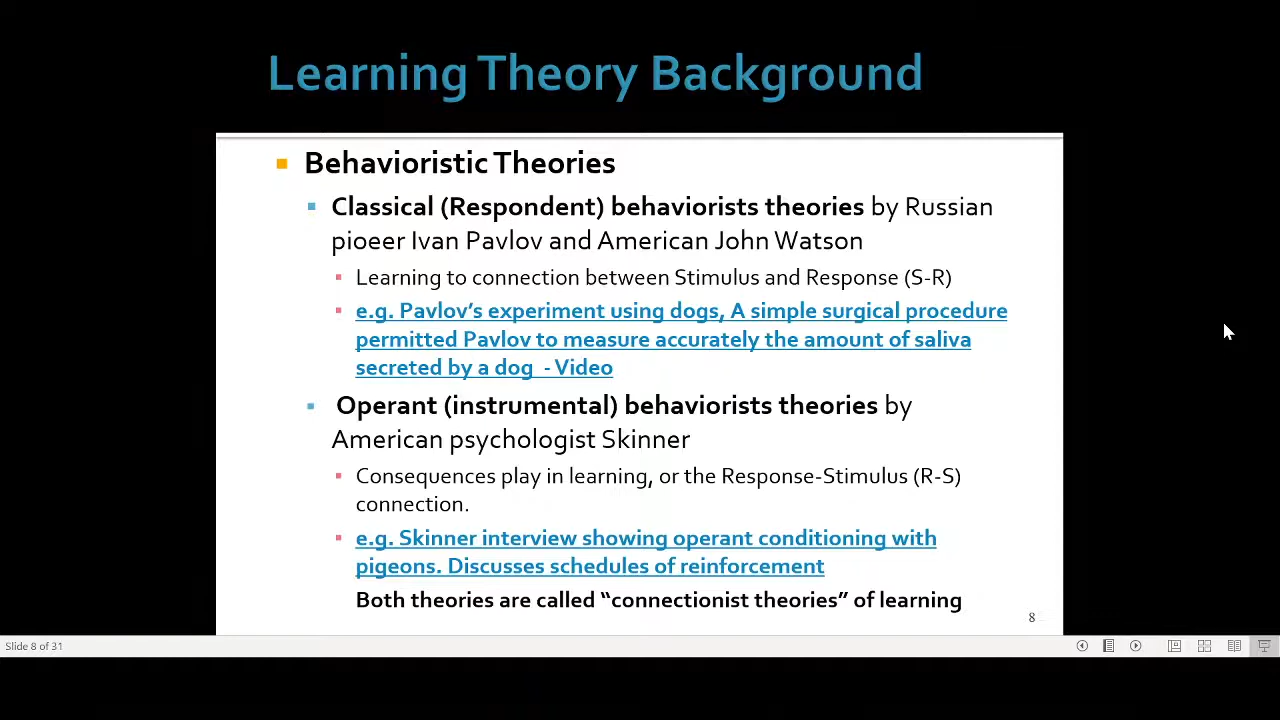 Learning Theory Background
Behavioristic Theories
Classical (Respondent) behaviorists theories by Russian
pioeer Ivan Pavlov and American John Watson
Learning to connection between Stimulus and Response (S-R)
e.g. Pavlov’s experiment using dogs, A simple surgical procedure
permitted Pavlov to measure accurately the amount of saliva
secreted by a dog - Video
Operant (instrumental) behaviorists theories by
American psychologist Skinner
Consequences play in learning, or the Response-Stimulus (R-S)
connection.
e.g. Skinner interview showing operant conditioning with
pigeons. Discusses schedules of reinforcement
Both theories are called “connectionist theories” of learning
8
Slide 8 of 31